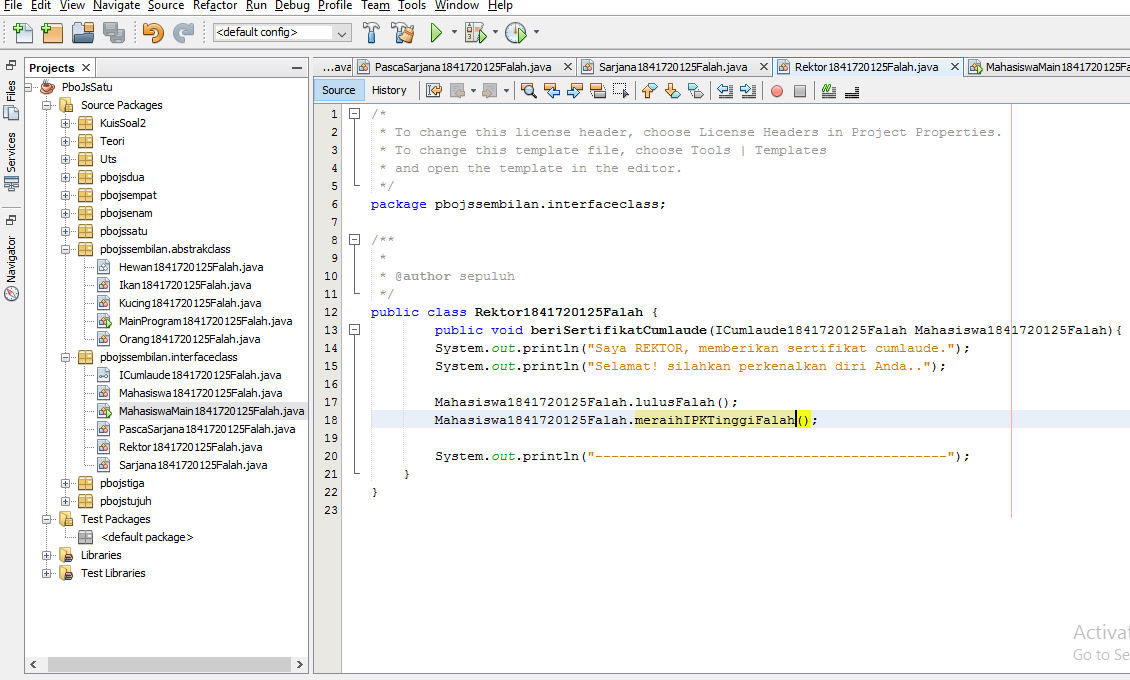 File Edit View Navigate Source Refactor Run Debug Profile Team Tools Window Help
<default config>
Projects
Files
Services
Navigator
PboJsSatu
Source Packages
KuisSoal2
Teori
Uts
pbojsdua
pbojsempat
pbojsenam
pbojssatu
pbojssembilan.abstrakclass
Hewan1841720125Falah.java
Ikan1841720125Falah.java
Kucing1841720125Falah.java
MainProgram1841720125Falah.java
Orang1841720125Falah.java
pbojssembilan.interfaceclass
ICumlaude1841720125Falah.java
Mahasiswa1841720125Falah.java
MahasiswaMain1841720125Falah.java
PascaSarjana1841720125Falah.java
Rektor1841720125Falah.java
Sarjana1841720125Falah.java
pbojstiga
pbojstujuh
Test Packages
<default package>
Libraries
Test Libraries
...ava PascaSarjana1841720125Falah.java Sarjana1841720125Falah.java Rektor1841720125Falah.java MahasiswaMain1841720125Fa
Source History
1 /*
2 * To change this license header, choose License Headers in Project Properties.
3 * To change this template file, choose Tools | Templates
4 * and open the template in the editor.
5 */
6 package pbojssembilan.interfaceclass;
7
8 /**
9 *
10 * @author sepuluh
11 */
12 public class Rektor1841720125Falah {
13 public void beriSertifikatCumlaude(ICumlaude1841720125Falah Mahasiswa1841720125Falah){
14 System.out.println("Saya REKTOR, memberikan sertifikat cumlaude.");
15 System.out.println("Selamat! silahkan perkenalkan diri Anda..");
16
17 Mahasiswa1841720125Falah.lulusFalah();
18 Mahasiswa1841720125Falah.meraihIPKTinggiFalah();
19
20 System.out.println("--------------------------------------------");
21 }
22 }
23
Activat
Go to Se